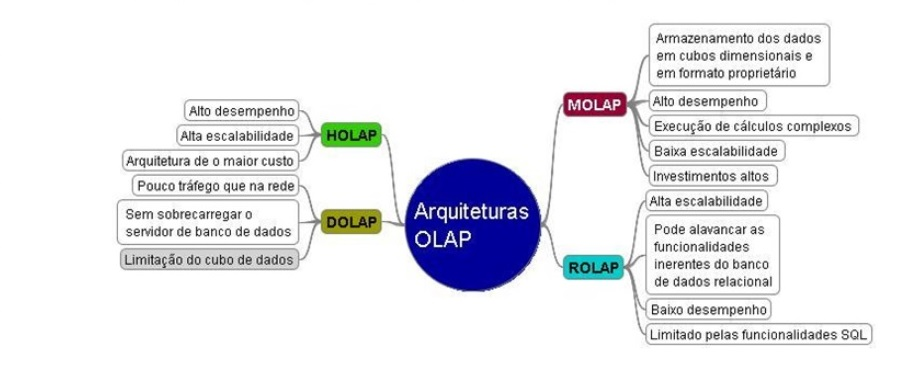 Arquiteturas
OLAP
HOLAP
Alto desempenho
Alta escalabilidade
Arquitetura de o maior custo
DOLAP
Pouco tráfego que na rede
Sem sobrecarregar o
servidor de banco de dados
Limitação do cubo de dados
MOLAP
Armazenamento dos dados
em cubos dimensionais e
em formato proprietário
Alto desempenho
Execução de cálculos complexos
Baixa escalabilidade
Investimentos altos
ROLAP
Alta escalabilidade
Pode alavancar as
funcionalidades
inerentes do banco
de dados relacional
Baixo desempenho
Limitado pelas funcionalidades SQL